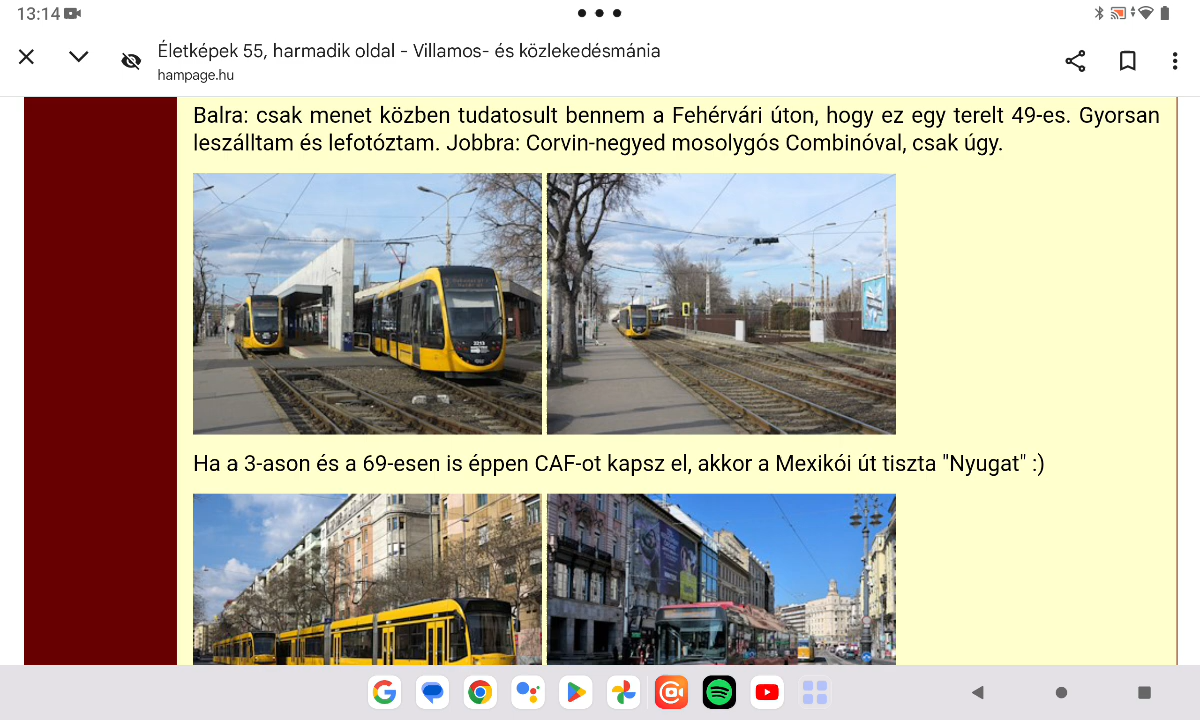 13:14
Életképek 55, harmadik oldal - Villamos- és közlekedésmánia
hampage.hu
Balra: csak menet közben tudatosult bennem a Fehérvári úton, hogy ez egy terelt 49-es. Gyorsan
leszálltam és lefotóztam. Jobbra: Corvin-negyed mosolygós Combinóval, csak úgy.
Ha a 3-ason és a 69-esen is éppen CAF-ot kapsz el, akkor a Mexikói út tiszta "Nyugat" :)